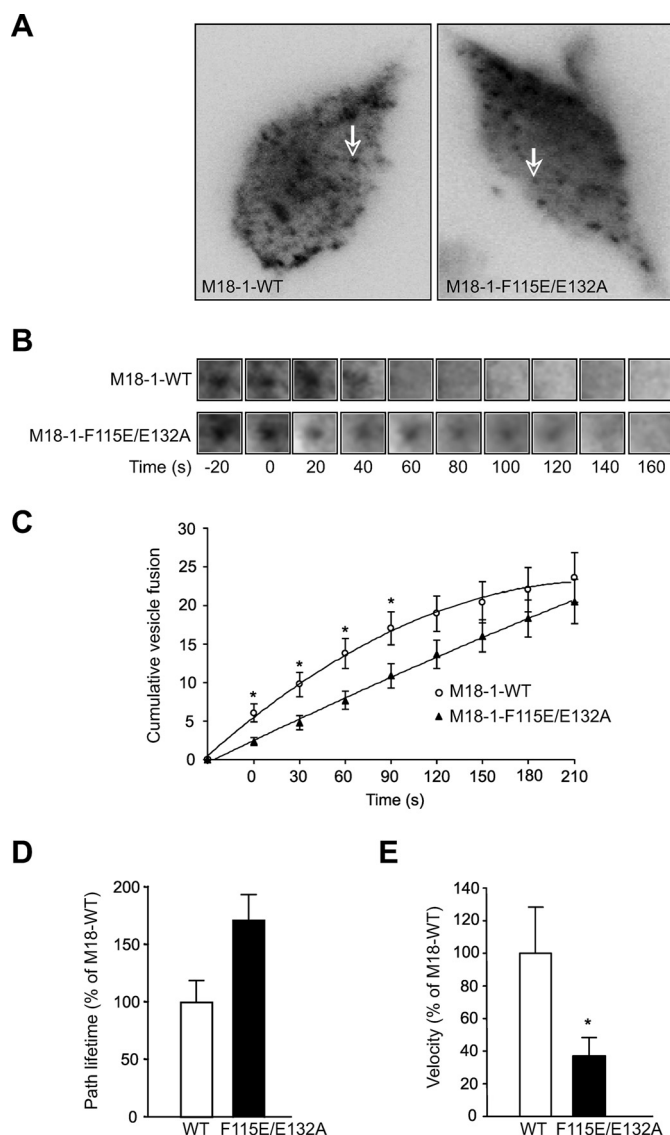 A
M18-1-WT
M18-1-F115E/E132A
B
M18-1-WT
M18-1-F115E/E132A
Time (s) -20 0 20 40 60 80 100 120 140 160
C
Cumulative vesicle fusion
30
25
20
15
10
5
0
* * * *
M18-1-WT
M18-1-F115E/E132A
0 30 60 90 120 150 180 210
Time (s)
D
Path lifetime (% of M18-WT)
200
150
100
50
0
WT F115E/E132A
E
Velocity (% of M18-WT)
140
120
100
80
60
40
20
0
*
WT F115E/E132A